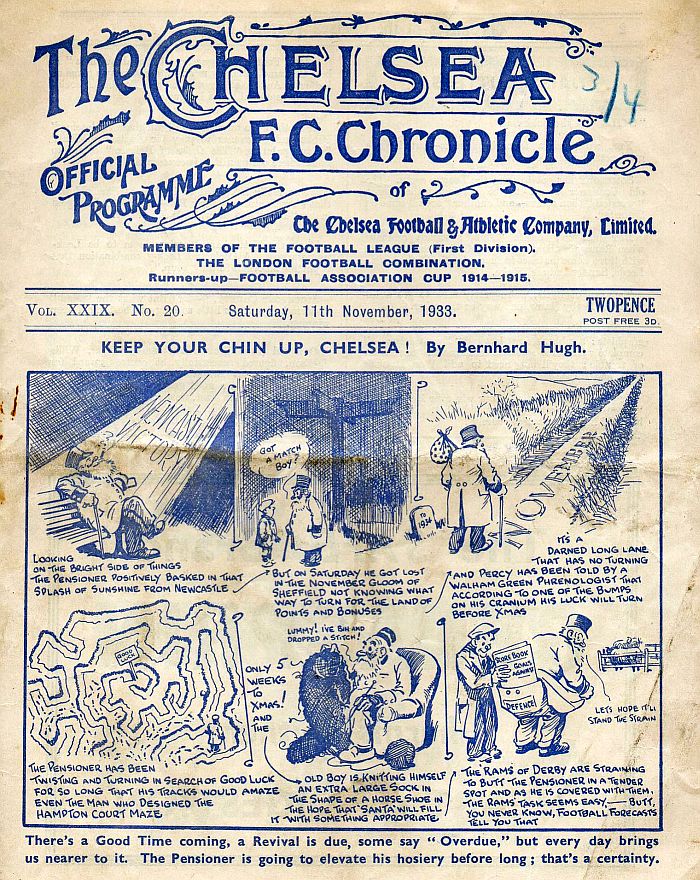 The CHELSEA
F.C. Chronicle
3/4
OFFICIAL
PROGRAMME
of
The Chelsea Football & Athletic Company, Limited.
MEMBERS OF THE FOOTBALL LEAGUE (First Division).
THE LONDON FOOTBALL COMBINATION.
Runners-up—FOOTBALL ASSOCIATION CUP 1914—1915.
VOL. XXIX. No. 20. Saturday, 11th November, 1933.
TWOPENCE
POST FREE 3D.
KEEP YOUR CHIN UP, CHELSEA! By Bernhard Hugh.
NEWCASTLE
VICTORY
LOOKING
ON THE BRIGHT SIDE OF THINGS
THE PENSIONER POSITIVELY BASKED IN THAT
SPLASH OF SUNSHINE FROM NEWCASTLE
GOT
A MATCH
BOY?
BUT ON SATURDAY HE GOT LOST
IN THE NOVEMBER GLOOM OF
SHEFFIELD NOT KNOWING WHAT
WAY TO TURN FOR THE LAND OF
POINTS AND BONUSES
NOVEMBER
TO
1934
IT'S A
DARNED LONG LANE
THAT HAS NO TURNING
AND PERCY HAS BEEN TOLD BY A
WALHAM GREEN PHRENOLOGIST THAT
ACCORDING TO ONE OF THE BUMPS
ON HIS CRANIUM HIS LUCK WILL TURN
BEFORE XMAS
GOOD
LUCK
THE PENSIONER HAS BEEN
TWISTING AND TURNING IN SEARCH OF GOOD LUCK
FOR SO LONG THAT HIS TRACKS WOULD AMAZE
EVEN THE MAN WHO DESIGNED THE
HAMPTON COURT MAZE
LUMMY! I'VE BIN AND
DROPPED A STITCH!
ONLY 5
WEEKS
TO
XMAS!
AND
THE
OLD BOY IS KNITTING HIMSELF
AN EXTRA LARGE SOCK IN
THE SHAPE OF A HORSE SHOE IN
THE HOPE THAT SANTA WILL FILL
IT WITH SOMETHING APPROPRIATE
SCORE BOOK
GOALS
AGAINST
DEFENCE
LETS HOPE IT'LL
STAND THE STRAIN
THE RAMS OF DERBY ARE STRAINING
TO BUTT THE PENSIONER IN A TENDER
SPOT AND AS HE IS COVERED WITH THEM,
THE RAMS' TASK SEEMS EASY,— BUTT,
YOU NEVER KNOW, FOOTBALL FORECASTS
TELL YOU THAT
There's a Good Time coming, a Revival is due, some say "Overdue," but every day brings
us nearer to it. The Pensioner is going to elevate his hosiery before long; that's a certainty.